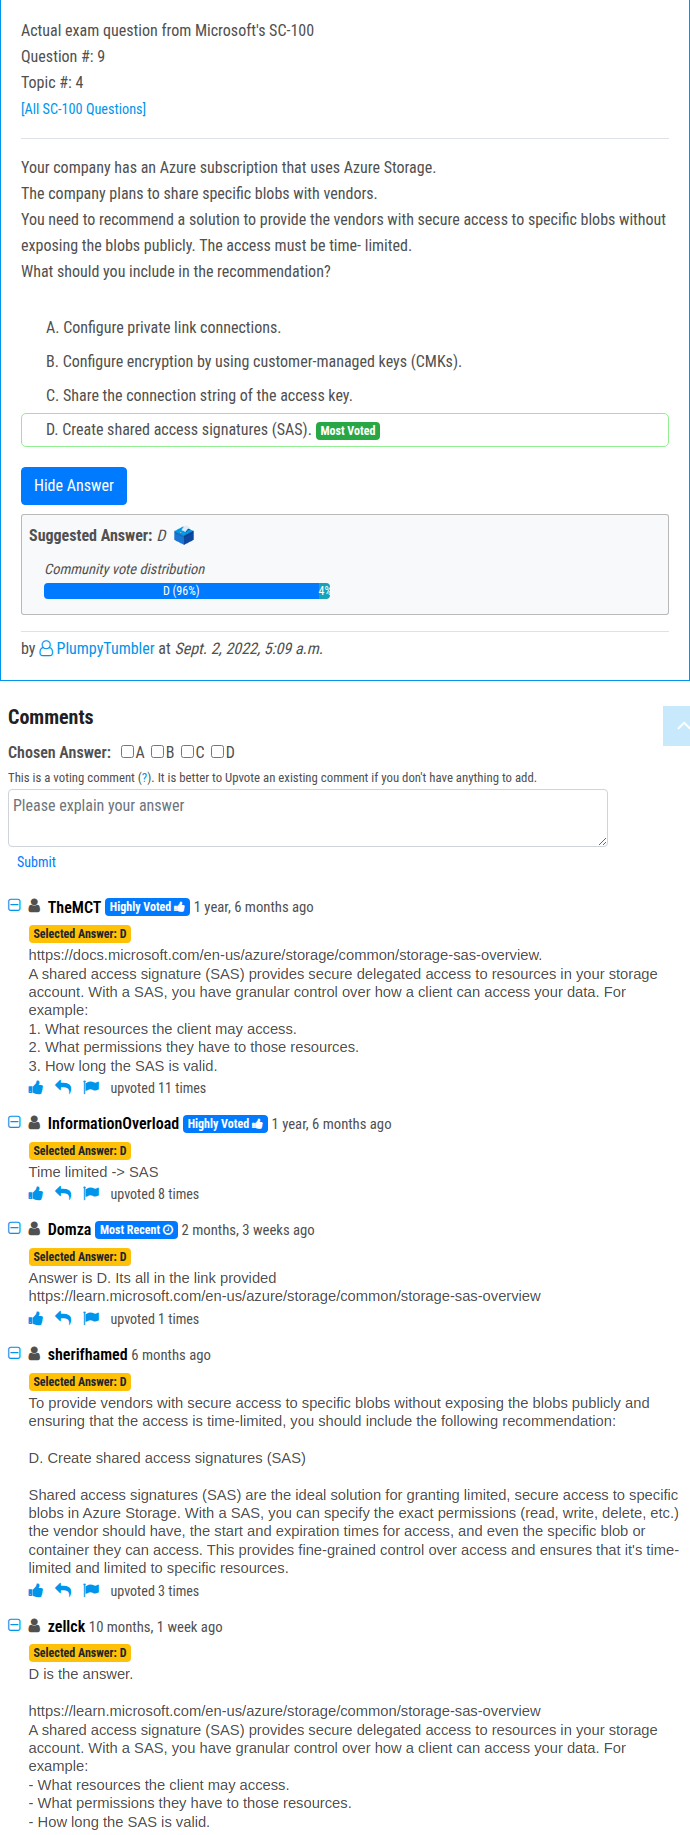 Actual exam question from Microsoft's SC-100
Question #: 9
Topic #: 4
[All SC-100 Questions]
Your company has an Azure subscription that uses Azure Storage.
The company plans to share specific blobs with vendors.
You need to recommend a solution to provide the vendors with secure access to specific blobs without
exposing the blobs publicly. The access must be time- limited.
What should you include in the recommendation?
A. Configure private link connections.
B. Configure encryption by using customer-managed keys (CMKs).
C. Share the connection string of the access key.
D. Create shared access signatures (SAS). Most Voted
Hide Answer
Suggested Answer: D
Community vote distribution
D (96%) 4%
by PlumpyTumbler at Sept. 2, 2022, 5:09 a.m.
Comments
Chosen Answer: A B C D
This is a voting comment (?). It is better to Upvote an existing comment if you don't have anything to add.
Please explain your answer
Submit
TheMCT Highly Voted 1 year, 6 months ago
Selected Answer: D
https://docs.microsoft.com/en-us/azure/storage/common/storage-sas-overview.
A shared access signature (SAS) provides secure delegated access to resources in your storage
account. With a SAS, you have granular control over how a client can access your data. For
example:
1. What resources the client may access.
2. What permissions they have to those resources.
3. How long the SAS is valid.
upvoted 11 times
InformationOverload Highly Voted 1 year, 6 months ago
Selected Answer: D
Time limited -> SAS
upvoted 8 times
Domza Most Recent 2 months, 3 weeks ago
Selected Answer: D
Answer is D. Its all in the link provided
https://learn.microsoft.com/en-us/azure/storage/common/storage-sas-overview
upvoted 1 times
sherifhamed 6 months ago
Selected Answer: D
To provide vendors with secure access to specific blobs without exposing the blobs publicly and
ensuring that the access is time-limited, you should include the following recommendation:
D. Create shared access signatures (SAS)
Shared access signatures (SAS) are the ideal solution for granting limited, secure access to specific
blobs in Azure Storage. With a SAS, you can specify the exact permissions (read, write, delete, etc.)
the vendor should have, the start and expiration times for access, and even the specific blob or
container they can access. This provides fine-grained control over access and ensures that it's time-
limited and limited to specific resources.
upvoted 3 times
zellck 10 months, 1 week ago
Selected Answer: D
D is the answer.
https://learn.microsoft.com/en-us/azure/storage/common/storage-sas-overview
A shared access signature (SAS) provides secure delegated access to resources in your storage
account. With a SAS, you have granular control over how a client can access your data. For
example:
- What resources the client may access.
- What permissions they have to those resources.
- How long the SAS is valid.